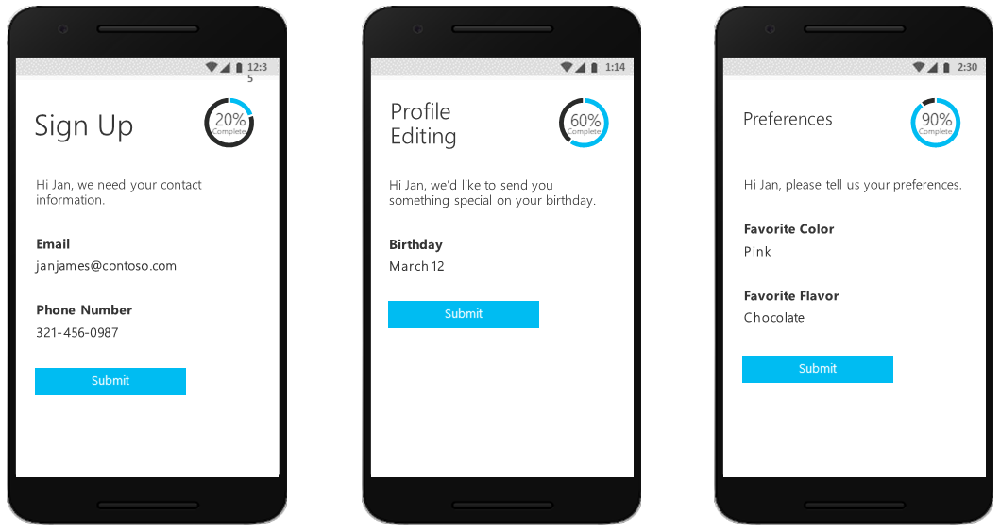 12:3
5
Sign Up
20%
Complete
Hi Jan, we need your contact
information.
Email
janjames@contoso.com
Phone Number
321-456-0987
Submit
1:14
Profile
Editing
60%
Complete
Hi Jan, we'd like to send you
something special on your birthday.
Birthday
March 12
Submit
2:30
Preferences
90%
Complete
Hi Jan, please tell us your preferences.
Favorite Color
Pink
Favorite Flavor
Chocolate
Submit